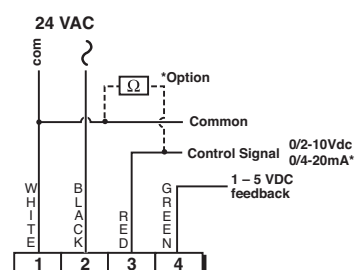 24 VAC
com
Ω
*Option
Common
Control Signal
0/2-10Vdc
0/4-20mA*
1 – 5 VDC
feedback
WHITE
BLACK
RED
GREEN
1 2 3 4